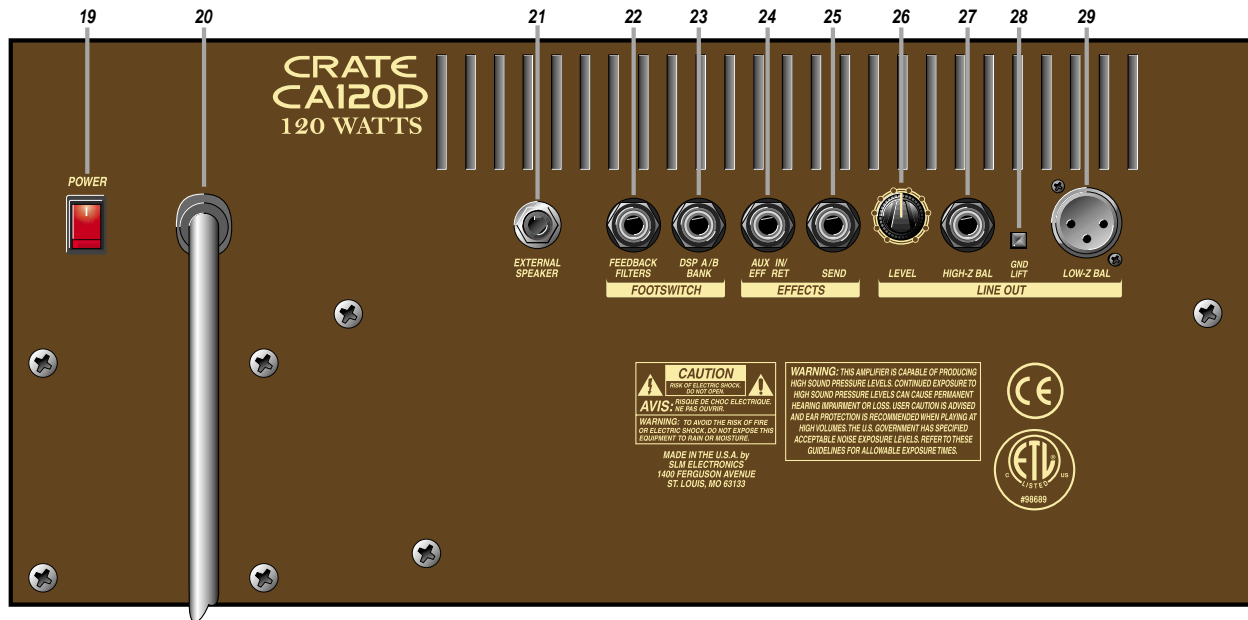 19 20 21 22 23 24 25 26 27 28 29
CRATE
CA120D
120 WATTS
POWER
EXTERNAL
SPEAKER
FEEDBACK
FILTERS
DSP A/B
BANK
FOOTSWITCH
AUX IN/
EFF RET
SEND
EFFECTS
LEVEL
HIGH-Z BAL
GND
LIFT
LOW-Z BAL
LINE OUT
CAUTION
RISK OF ELECTRIC SHOCK.
DO NOT OPEN.
AVIS: RISQUE DE CHOC ELECTRIQUE.
NE PAS OUVRIR.
WARNING: TO AVOID THE RISK OF FIRE
OR ELECTRIC SHOCK, DO NOT EXPOSE THIS
EQUIPMENT TO RAIN OR MOISTURE.
MADE IN THE U.S.A. by
SLM ELECTRONICS
1400 FERGUSON AVENUE
ST. LOUIS, MO 63133
WARNING: THIS AMPLIFIER IS CAPABLE OF PRODUCING
HIGH SOUND PRESSURE LEVELS. CONTINUED EXPOSURE TO
HIGH SOUND PRESSURE LEVELS CAN CAUSE PERMANENT
HEARING IMPAIRMENT OR LOSS. USER CAUTION IS ADVISED
AND EAR PROTECTION IS RECOMMENDED WHEN PLAYING AT
HIGH VOLUMES. THE U.S. GOVERNMENT HAS SPECIFIED
ACCEPTABLE NOISE EXPOSURE LEVELS. REFER TO THESE
GUIDELINES FOR ALLOWABLE EXPOSURE TIMES.
CE
ETL®
C LISTED US
#98689